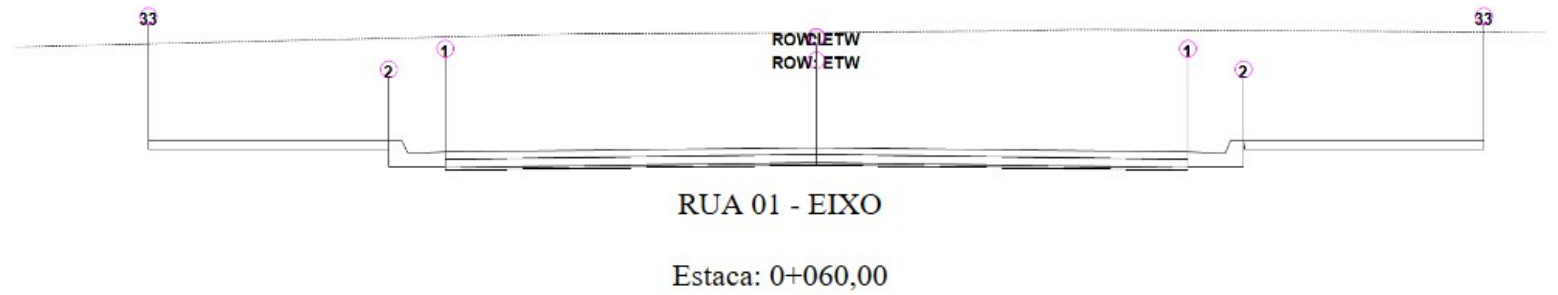 33 33
ROW: ETW
1 1
ROW: ETW
2 2
RUA 01 - EIXO
Estaca: 0+060,00